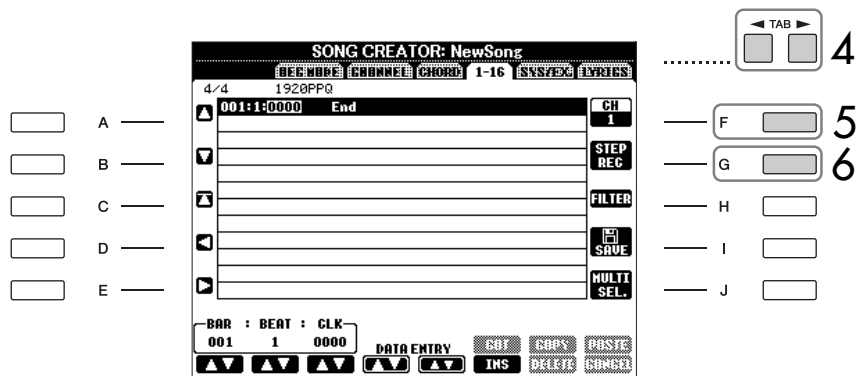 ◄ TAB ►
4
SONG CREATOR: NewSong
REC MODE CHANNEL CHORD 1-16 SYS/EX. LYRICS
4/4 1920PPQ
001:1:0000 End
CH
1
A
F
5
STEP
REC
B
G
6
FILTER
C
H
SAVE
D
I
MULTI
SEL.
E
J
BAR : BEAT : CLK
001 1 0000
DATA ENTRY
CUT COPY PASTE
INS DELETE CANCEL